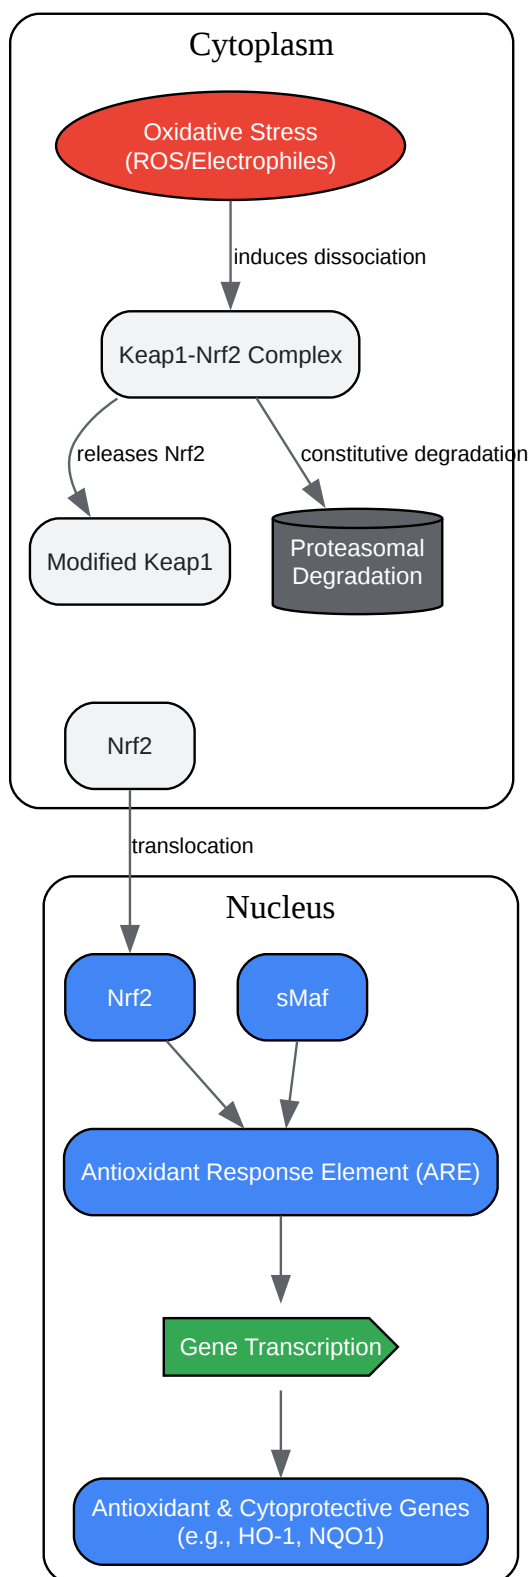 Cytoplasm
Oxidative Stress
(ROS/Electrophiles)
induces dissociation
Keap1-Nrf2 Complex
releases Nrf2
constitutive degradation
Modified Keap1
Proteasomal
Degradation
Nrf2
translocation
Nucleus
Nrf2
sMaf
Antioxidant Response Element (ARE)
Gene Transcription
Antioxidant & Cytoprotective Genes
(e.g., HO-1, NQO1)